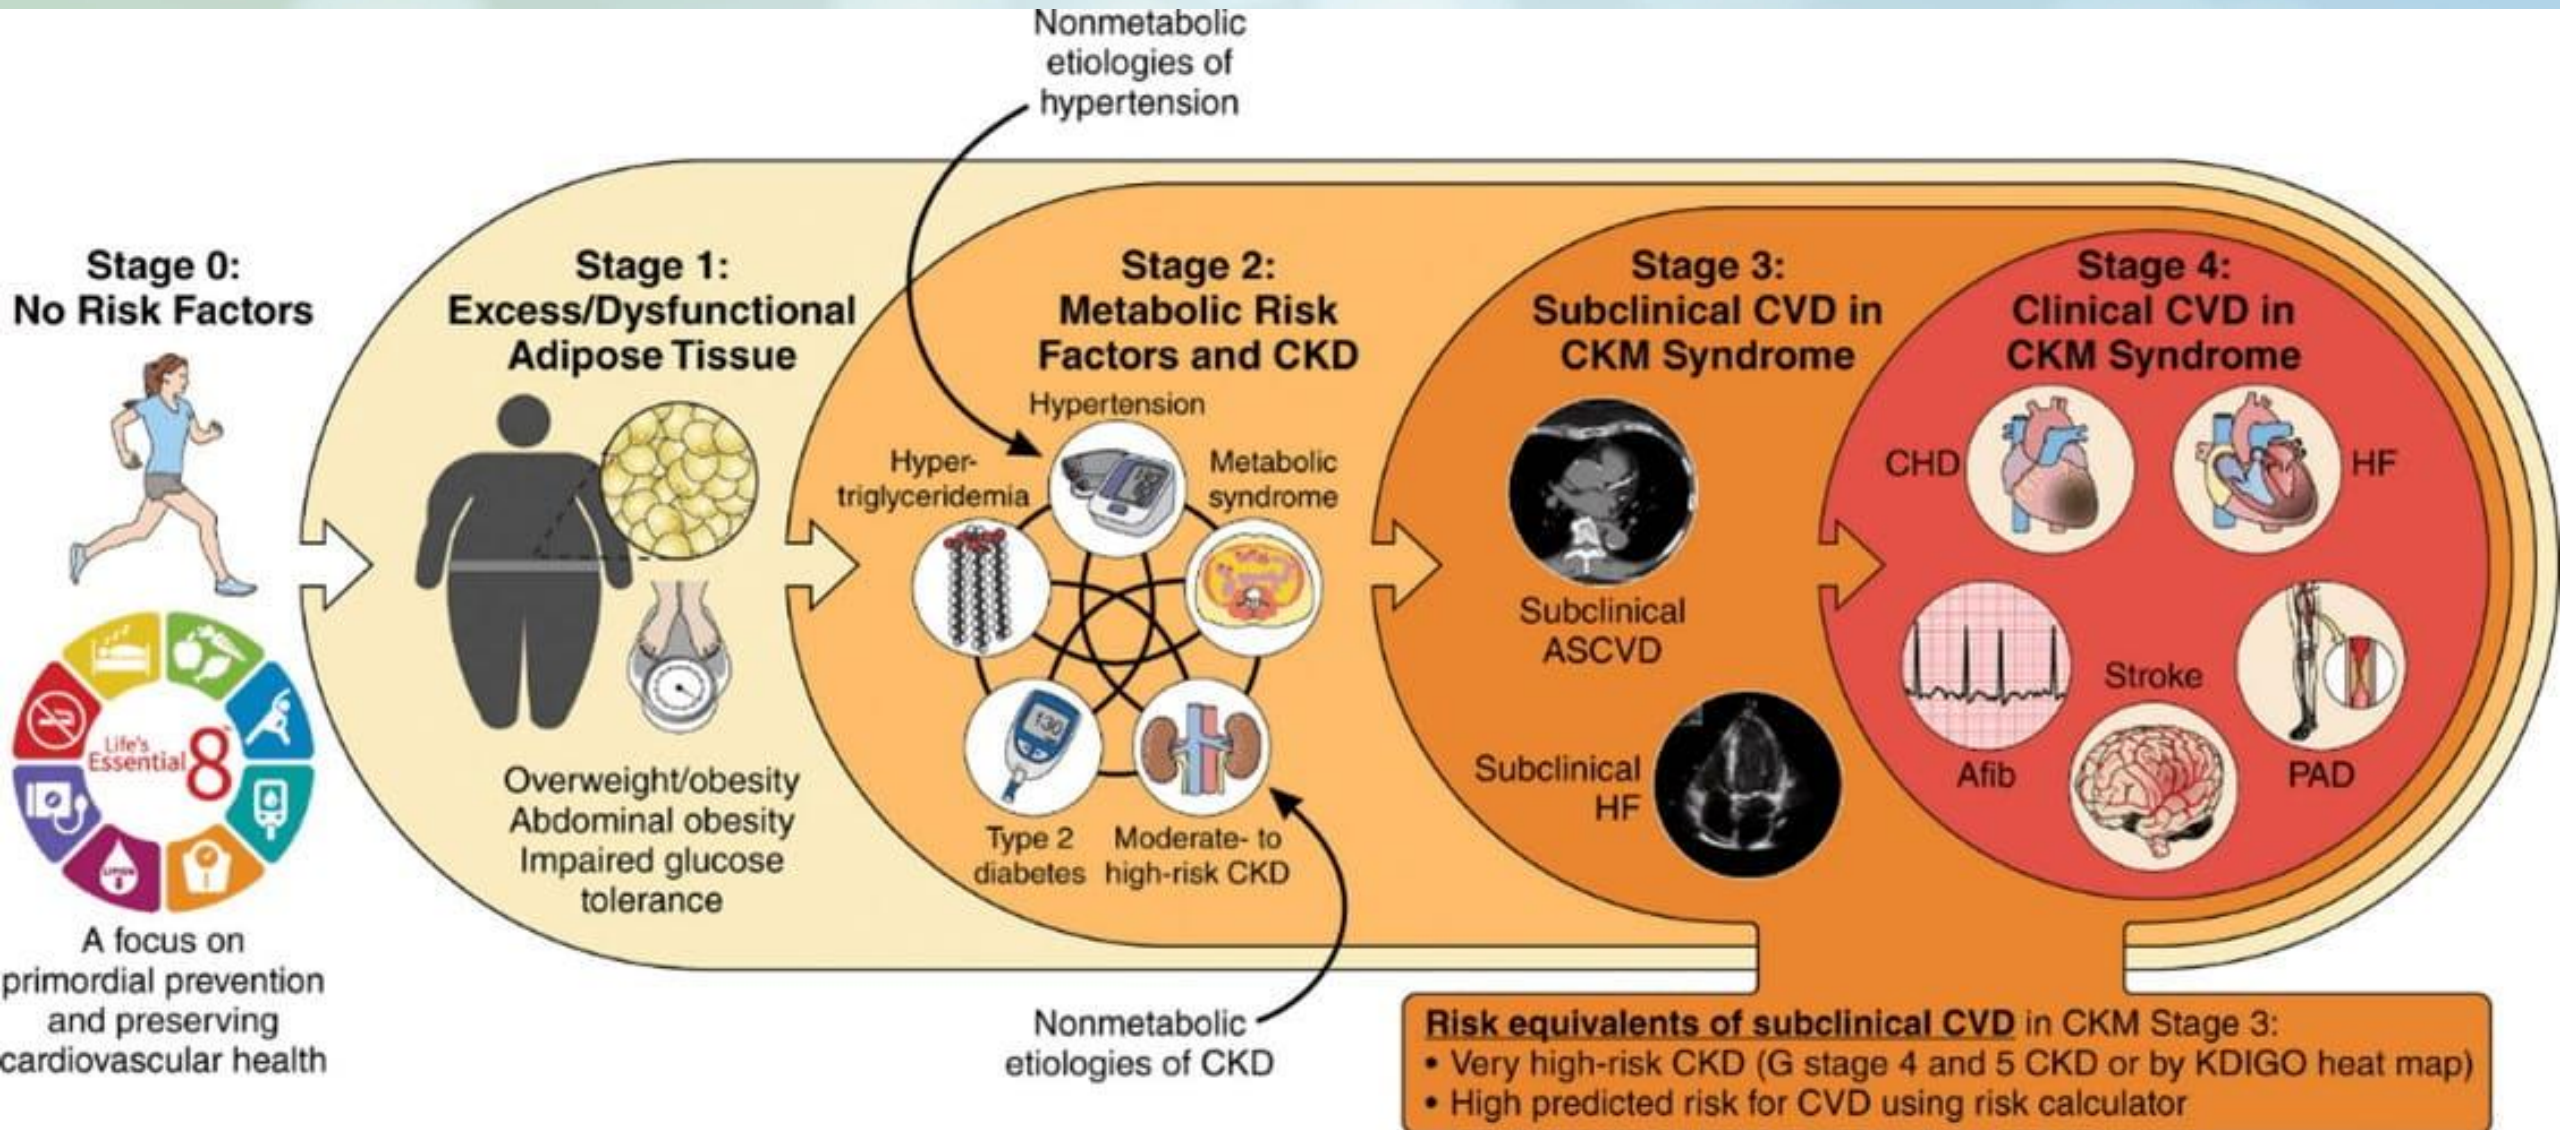 Nonmetabolic
etiologies of
hypertension
Stage 0:
No Risk Factors
Life's
Essential 8™
A focus on
primordial prevention
and preserving
cardiovascular health
Stage 1:
Excess/Dysfunctional
Adipose Tissue
Overweight/obesity
Abdominal obesity
Impaired glucose
tolerance
Stage 2:
Metabolic Risk
Factors and CKD
Hypertension
Hyper-
triglyceridemia
Metabolic
syndrome
130
Type 2
diabetes
Moderate- to
high-risk CKD
Nonmetabolic
etiologies of CKD
Stage 3:
Subclinical CVD in
CKM Syndrome
Subclinical
ASCVD
Subclinical
HF
Stage 4:
Clinical CVD in
CKM Syndrome
CHD
HF
Afib
Stroke
PAD
Risk equivalents of subclinical CVD in CKM Stage 3:
• Very high-risk CKD (G stage 4 and 5 CKD or by KDIGO heat map)
• High predicted risk for CVD using risk calculator